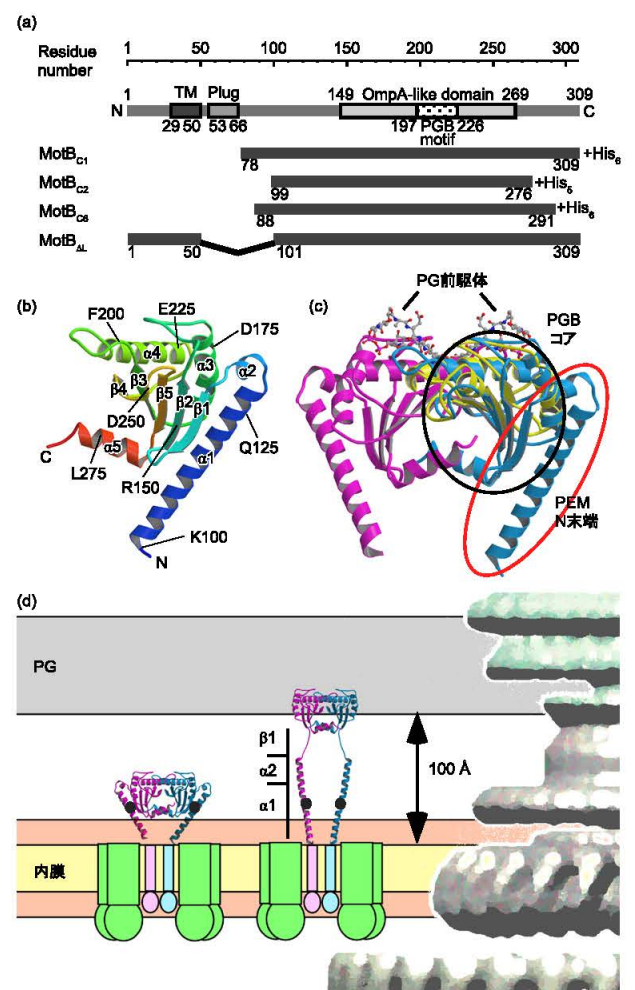 (a)
Residue number
1 50 100 150 200 250 300
1 TM Plug 149 OmpA-like domain 269 309
N C
29 50 53 66 197 PGB motif 226
MotB_C1 78 309 +His_6
MotB_C2 99 276 +His_6
MotB_C6 88 291 +His_6
MotB_ΔL 1 50 101 309
(b)
F200 E225 D175
α4 α3 α2
β3 β4 β5 β2 β1
D250 Q125
C α5 α1
L275 R150
K100
N
(c)
PG前駆体
PGB
コア
PEM
N末端
(d)
PG
β1
α2
α1
100 Å
内膜